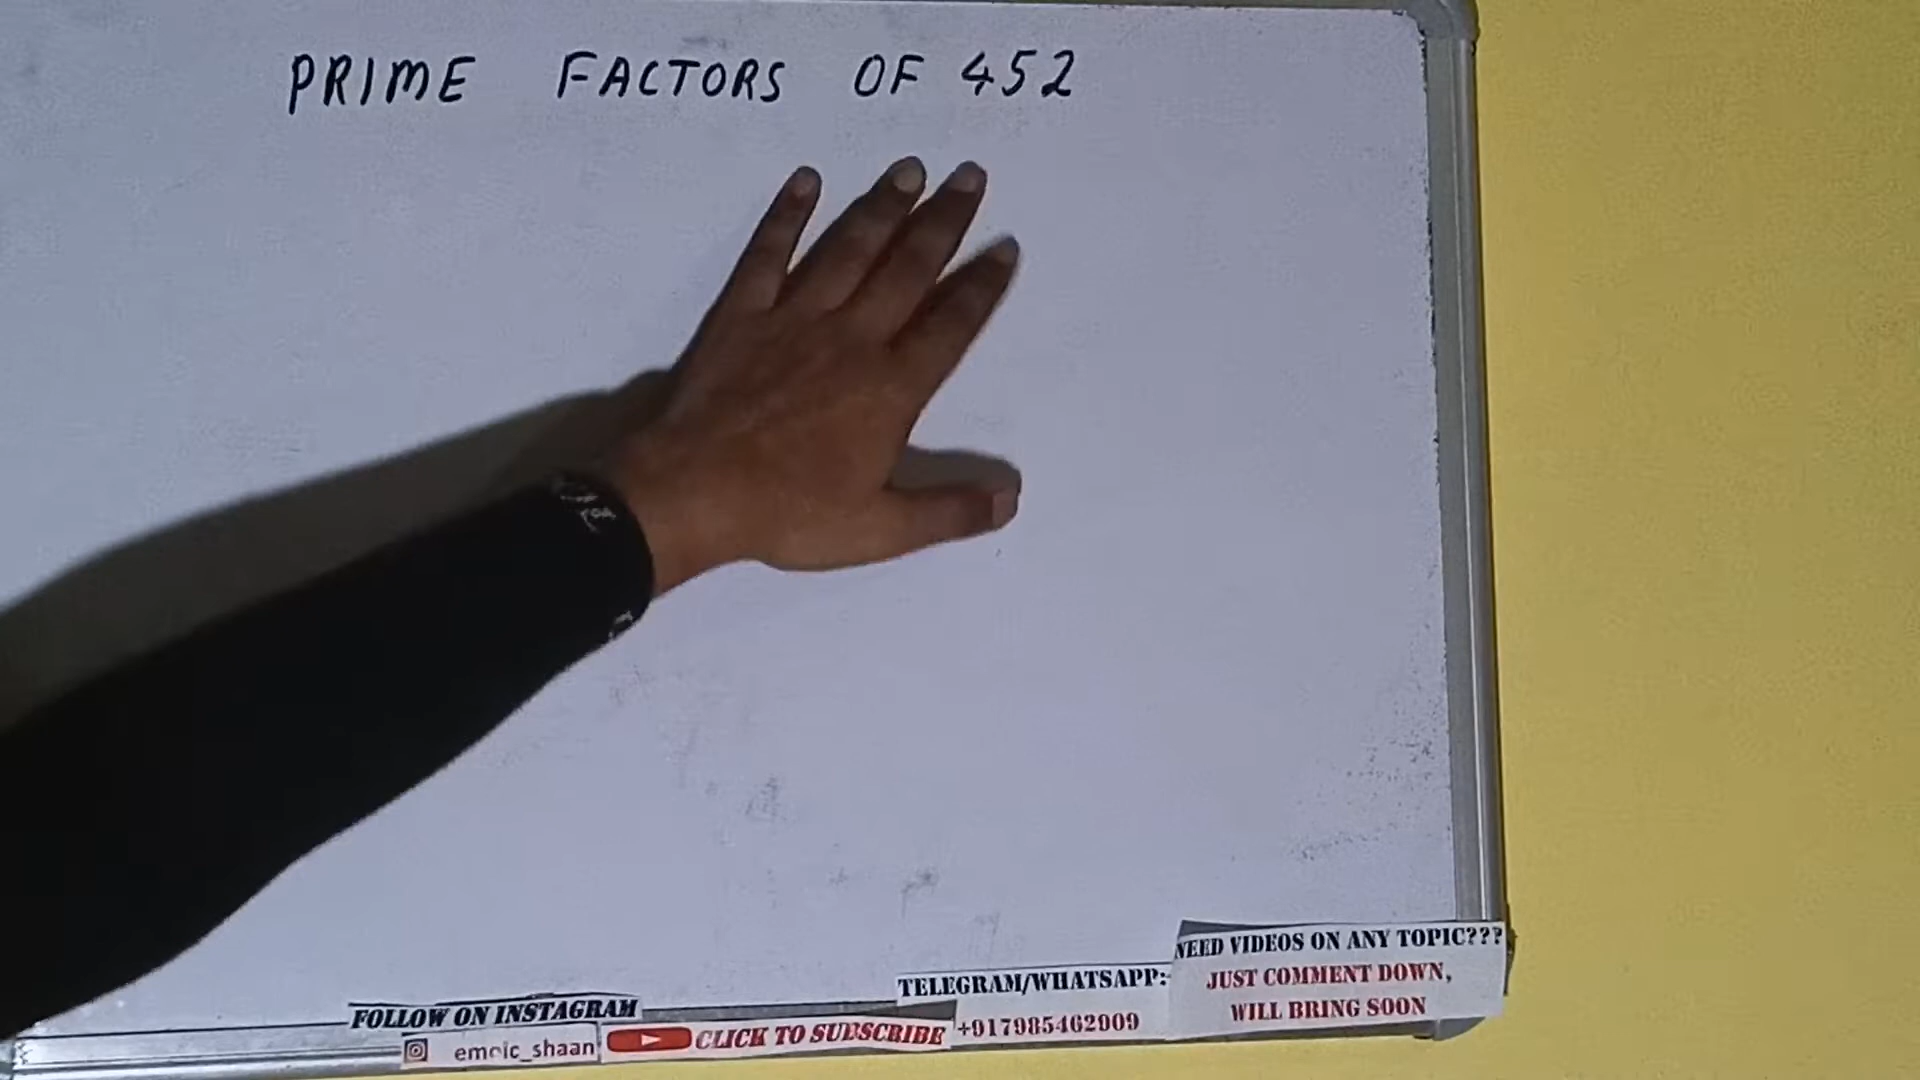 PRIME FACTORS OF 452
NEED VIDEOS ON ANY TOPIC???
JUST COMMENT DOWN,
WILL BRING SOON
TELEGRAM/WHATSAPP:-
+917985462909
FOLLOW ON INSTAGRAM
emoic_shaan
CLICK TO SUBSCRIBE